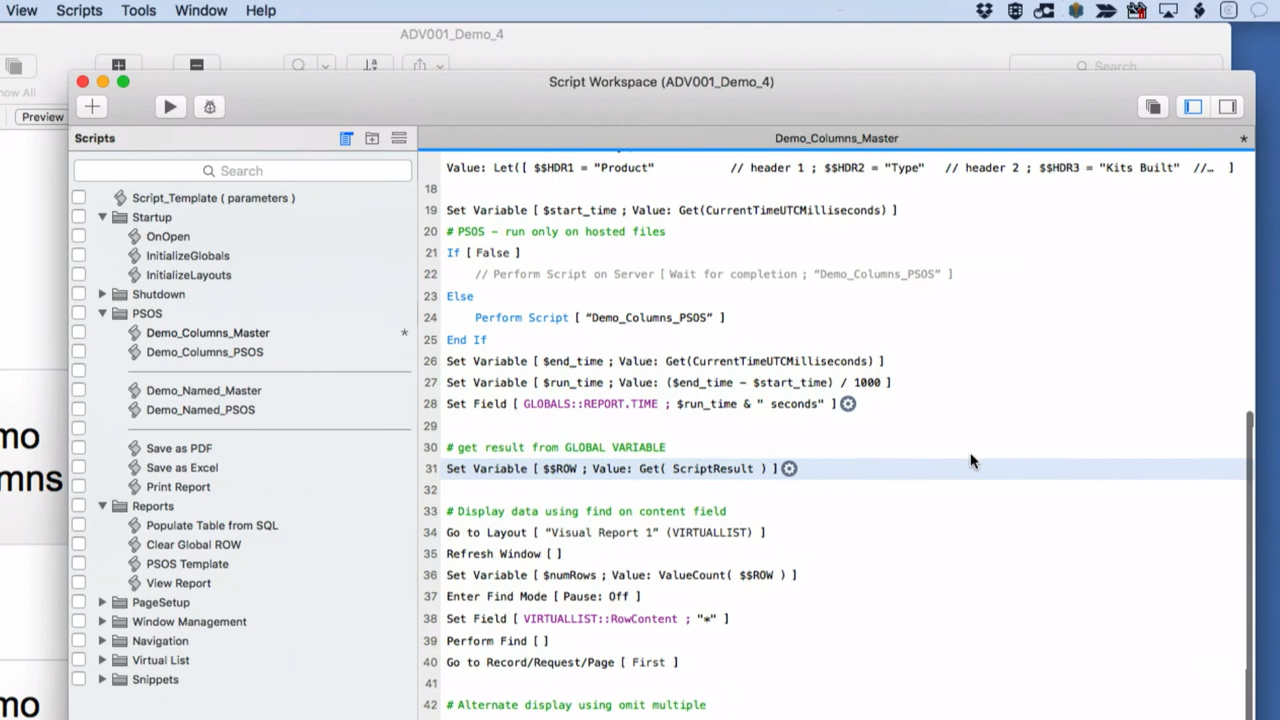 View Scripts Tools Window Help
ADV001_Demo_4
Search
how All
Preview
Script Workspace (ADV001_Demo_4)
Scripts
Demo_Columns_Master
*
Search
Script_Template ( parameters )
Startup
OnOpen
InitializeGlobals
InitializeLayouts
Shutdown
PSOS
Demo_Columns_Master *
Demo_Columns_PSOS
Demo_Named_Master
Demo_Named_PSOS
Save as PDF
Save as Excel
Print Report
Reports
Populate Table from SQL
Clear Global ROW
PSOS Template
View Report
PageSetup
Window Management
Navigation
Virtual List
Snippets
Value: Let([ $$HDR1 = "Product" // header 1 ; $$HDR2 = "Type" // header 2 ; $$HDR3 = "Kits Built" //… ]
18
19 Set Variable [ $start_time ; Value: Get(CurrentTimeUTCMilliseconds) ]
20 # PSOS – run only on hosted files
21 If [ False ]
22 // Perform Script on Server [ Wait for completion ; “Demo_Columns_PSOS” ]
23 Else
24 Perform Script [ “Demo_Columns_PSOS” ]
25 End If
26 Set Variable [ $end_time ; Value: Get(CurrentTimeUTCMilliseconds) ]
27 Set Variable [ $run_time ; Value: ($end_time - $start_time) / 1000 ]
28 Set Field [ GLOBALS::REPORT.TIME ; $run_time & " seconds" ]
29
30 # get result from GLOBAL VARIABLE
31 Set Variable [ $$ROW ; Value: Get( ScriptResult ) ]
32
33 # Display data using find on content field
34 Go to Layout [ “Visual Report 1” (VIRTUALLIST) ]
35 Refresh Window [ ]
36 Set Variable [ $numRows ; Value: ValueCount( $$ROW ) ]
37 Enter Find Mode [ Pause: Off ]
38 Set Field [ VIRTUALLIST::RowContent ; "*" ]
39 Perform Find [ ]
40 Go to Record/Request/Page [ First ]
41
42 # Alternate display using omit multiple
mo
mns
mo